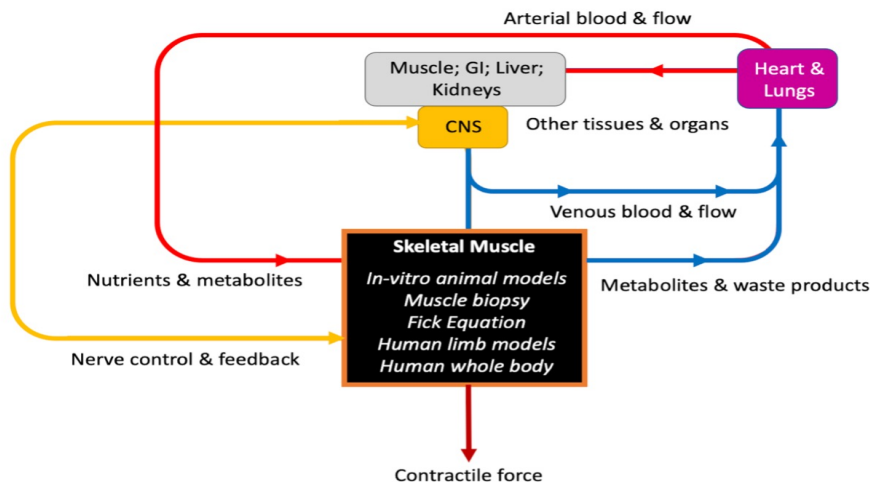 Arterial blood & flow
Muscle; GI; Liver;
Kidneys
Heart &
Lungs
CNS
Other tissues & organs
Venous blood & flow
Skeletal Muscle
In-vitro animal models
Muscle biopsy
Fick Equation
Human limb models
Human whole body
Nutrients & metabolites
Metabolites & waste products
Nerve control & feedback
Contractile force